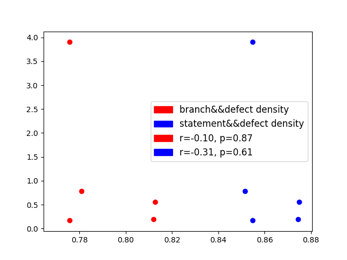 4.0
3.5
3.0
2.5
2.0
1.5
1.0
0.5
0.0
branch&&defect density
statement&&defect density
r=-0.10, p=0.87
r=-0.31, p=0.61
0.78 0.80 0.82 0.84 0.86 0.88